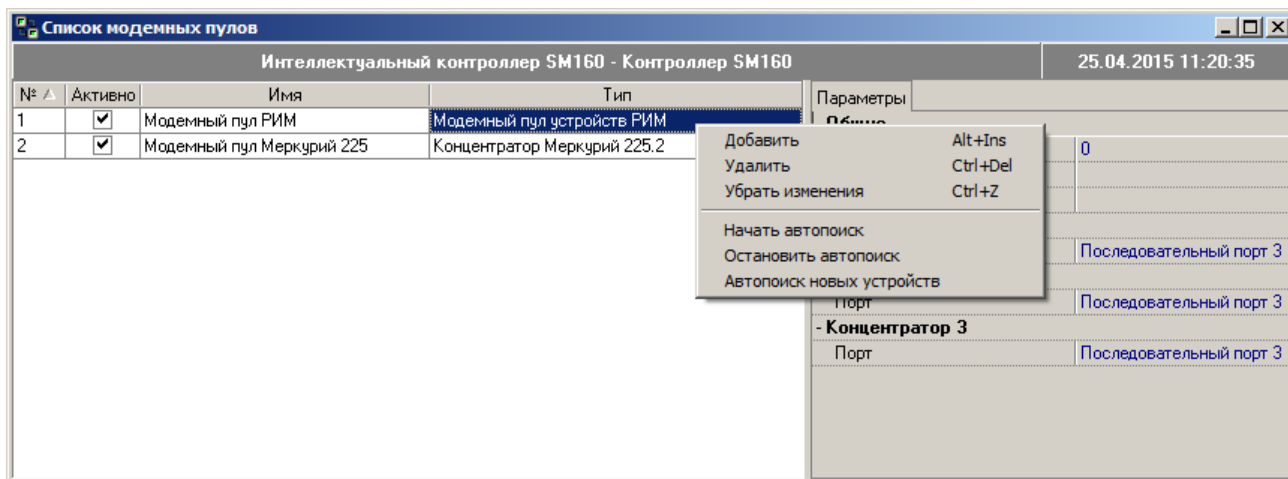 Список модемных пулов
Интеллектуальный контроллер SM160 - Контроллер SM160 25.04.2015 11:20:35
№ Активно Имя Тип
1 Модемный пул РИМ Модемный пул устройств РИМ
2 Модемный пул Меркурий 225 Концентратор Меркурий 225.2
Добавить Alt+Ins
Удалить Ctrl+Del
Убрать изменения Ctrl+Z
Начать автопоиск
Остановить автопоиск
Автопоиск новых устройств
Параметры
Общие
0
Последовательный порт 3
Порт Последовательный порт 3
- Концентратор 3
Порт Последовательный порт 3